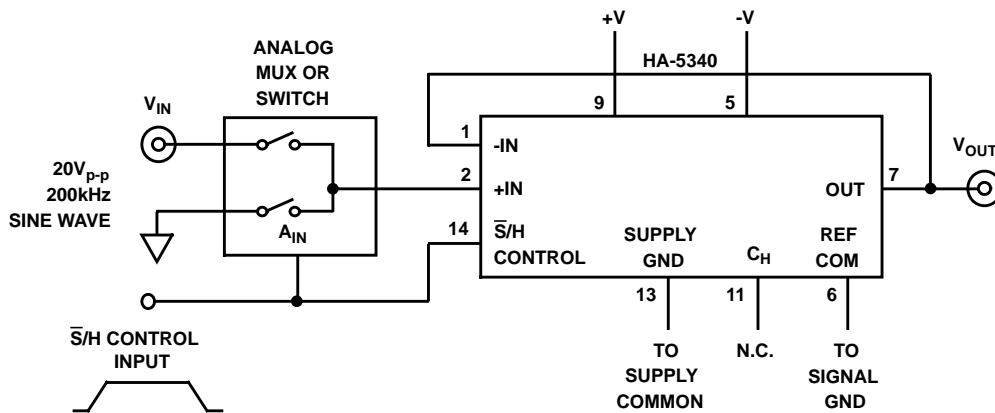 +V
-V
ANALOG
MUX OR
SWITCH
HA-5340
V_IN
9
5
1
-IN
V_OUT
20V_p-p
200kHz
SINE WAVE
2
+IN
OUT
7
A_IN
14
S̅/H
CONTROL
SUPPLY
GND
C_H
REF
COM
13
11
6
S̅/H CONTROL
INPUT
TO
SUPPLY
COMMON
N.C.
TO
SIGNAL
GND